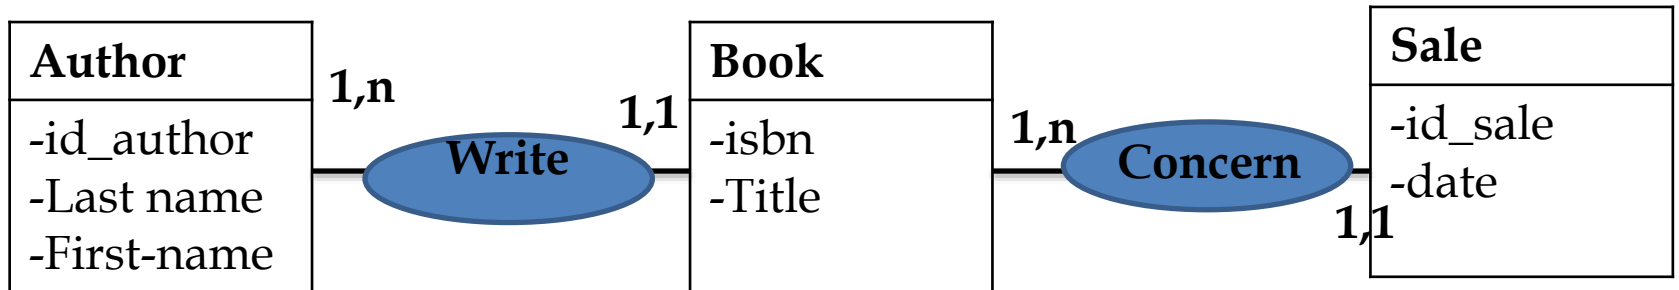 Author
-id_author
-Last name
-First-name
1,n
Write
1,1
Book
-isbn
-Title
1,n
Concern
1,1
Sale
-id_sale
-date